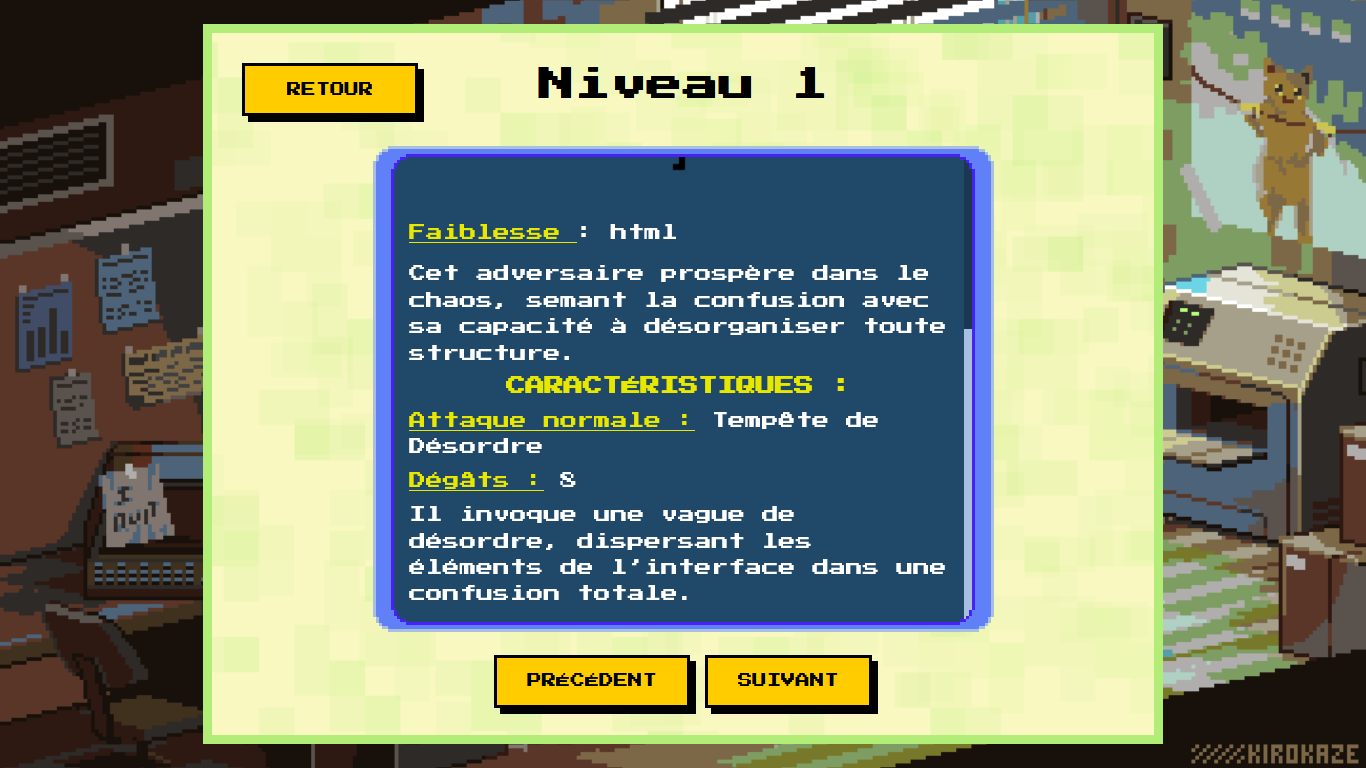 RETOUR
Niveau 1
Faiblesse : html
Cet adversaire prospère dans le
chaos, semant la confusion avec
sa capacité à désorganiser toute
structure.
CARACTéRISTIQUES :
Attaque normale : Tempête de
Désordre
Dégâts : 8
Il invoque une vague de
désordre, dispersant les
éléments de l'interface dans une
confusion totale.
PRéCéDENT
SUIVANT
I
QUIT
KIROKAZE